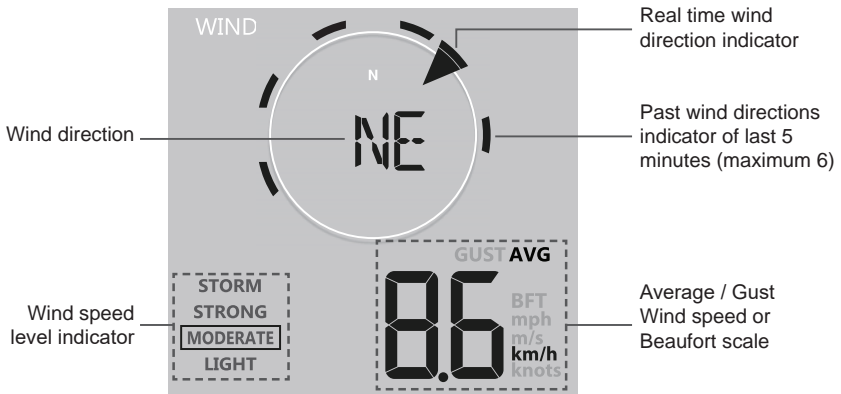 WIND
Real time wind
direction indicator
N
Wind direction
NE
Past wind directions
indicator of last 5
minutes (maximum 6)
GUST AVG
STORM
STRONG
MODERATE
LIGHT
Wind speed
level indicator
8.6
BFT
mph
m/s
km/h
knots
Average / Gust
Wind speed or
Beaufort scale